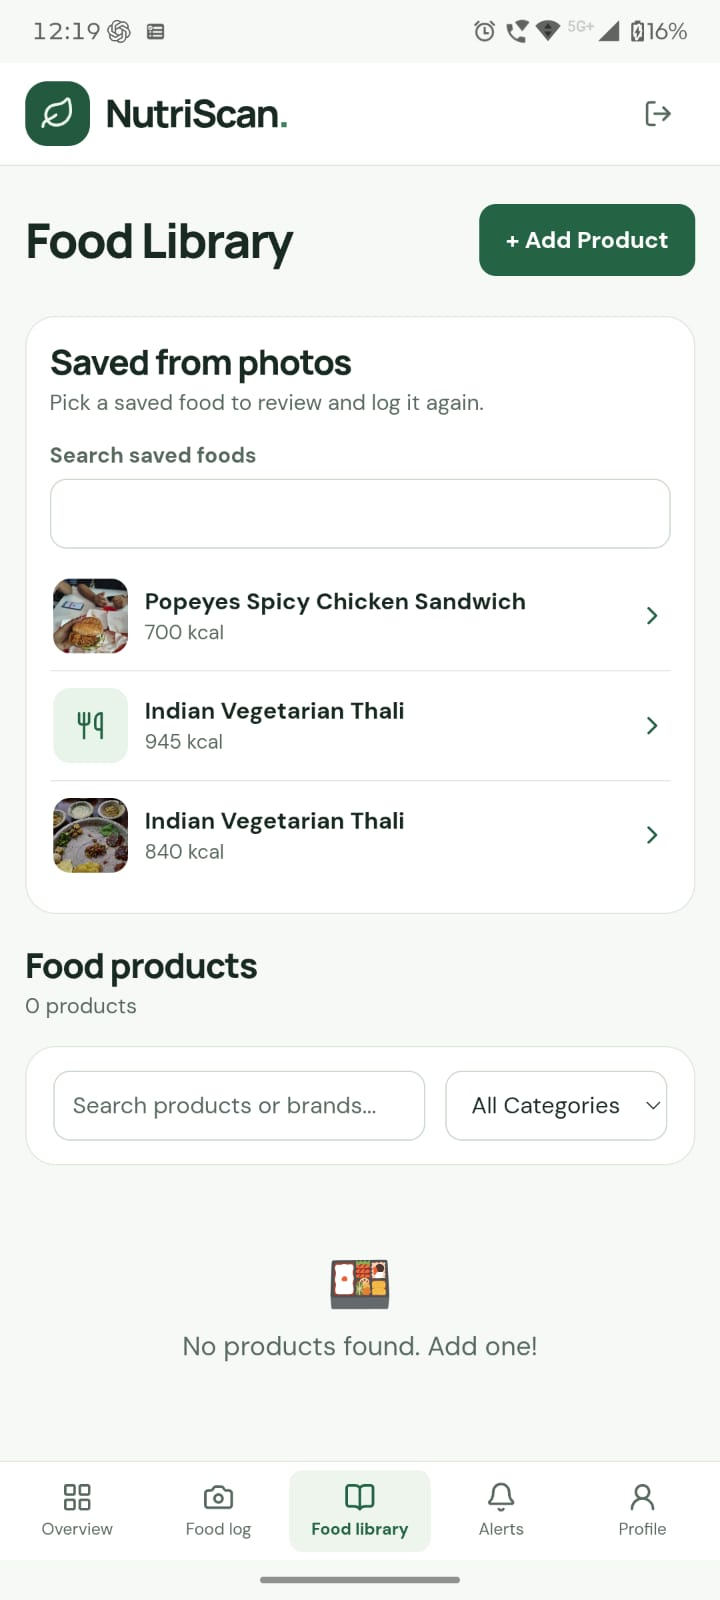 12:19
5G+
16%
NutriScan.
Food Library
+ Add Product
Saved from photos
Pick a saved food to review and log it again.
Search saved foods
Popeyes Spicy Chicken Sandwich
700 kcal
Indian Vegetarian Thali
945 kcal
Indian Vegetarian Thali
840 kcal
Food products
0 products
Search products or brands...
All Categories
No products found. Add one!
Overview
Food log
Food library
Alerts
Profile